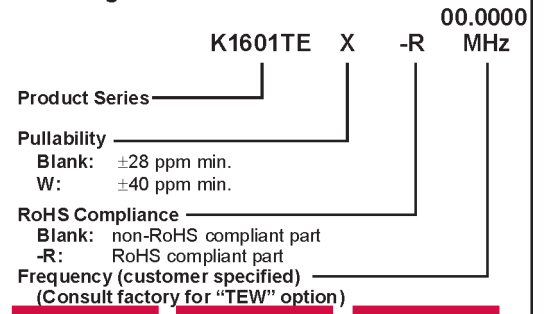 00.0000
K1601TE X -R MHz
Product Series
Pullability
Blank: ±28 ppm min.
W: ±40 ppm min.
RoHS Compliance
Blank: non-RoHS compliant part
-R: RoHS compliant part
Frequency (customer specified)
(Consult factory for “TEW” option)